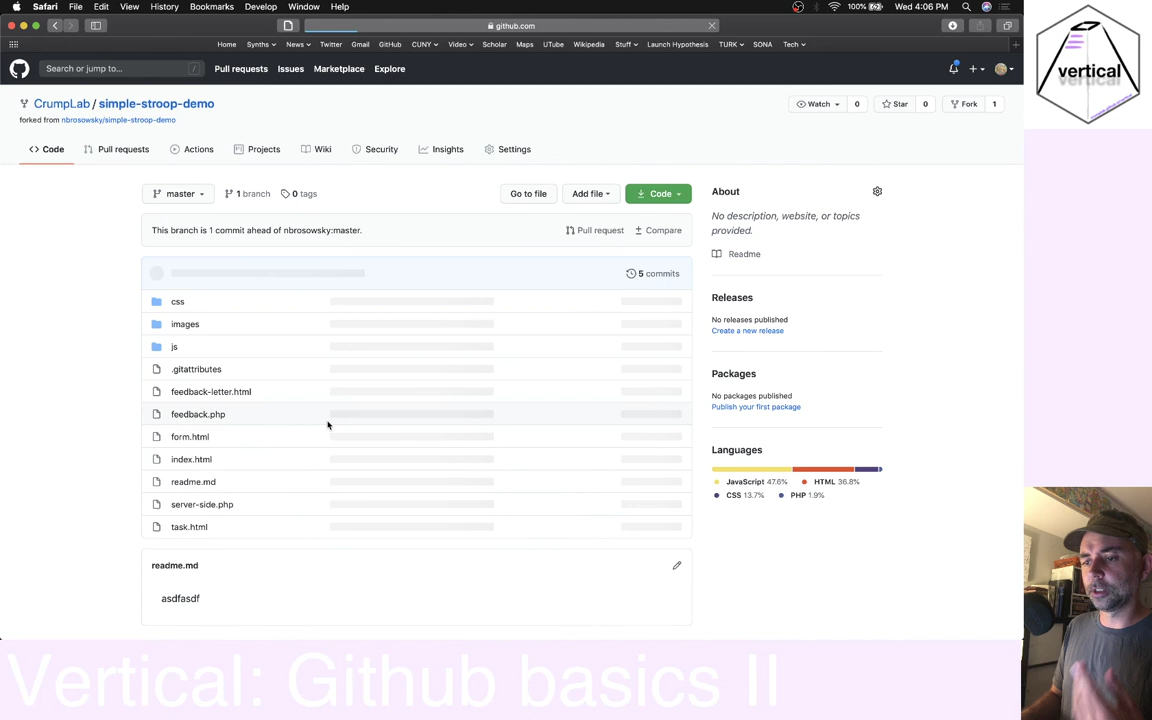 Safari File Edit View History Bookmarks Develop Window Help 100% Wed 4:06 PM
github.com
Home Synths News Twitter Gmail GitHub CUNY Video Scholar Maps UTube Wikipedia Stuff Launch Hypothesis TURK SONA Tech
Search or jump to... / Pull requests Issues Marketplace Explore
CrumpLab / simple-stroop-demo
Watch 0 Star 0 Fork 1
forked from nbrosowsky/simple-stroop-demo
<> Code Pull requests Actions Projects Wiki Security Insights Settings
master 1 branch 0 tags Go to file Add file Code
This branch is 1 commit ahead of nbrosowsky:master. Pull request Compare
5 commits
css
images
js
.gitattributes
feedback-letter.html
feedback.php
form.html
index.html
readme.md
server-side.php
task.html
readme.md
asdfasdf
About
No description, website, or topics
provided.
Readme
Releases
No releases published
Create a new release
Packages
No packages published
Publish your first package
Languages
JavaScript 47.6% HTML 36.8%
CSS 13.7% PHP 1.9%
vertical
Vertical: Github basics II